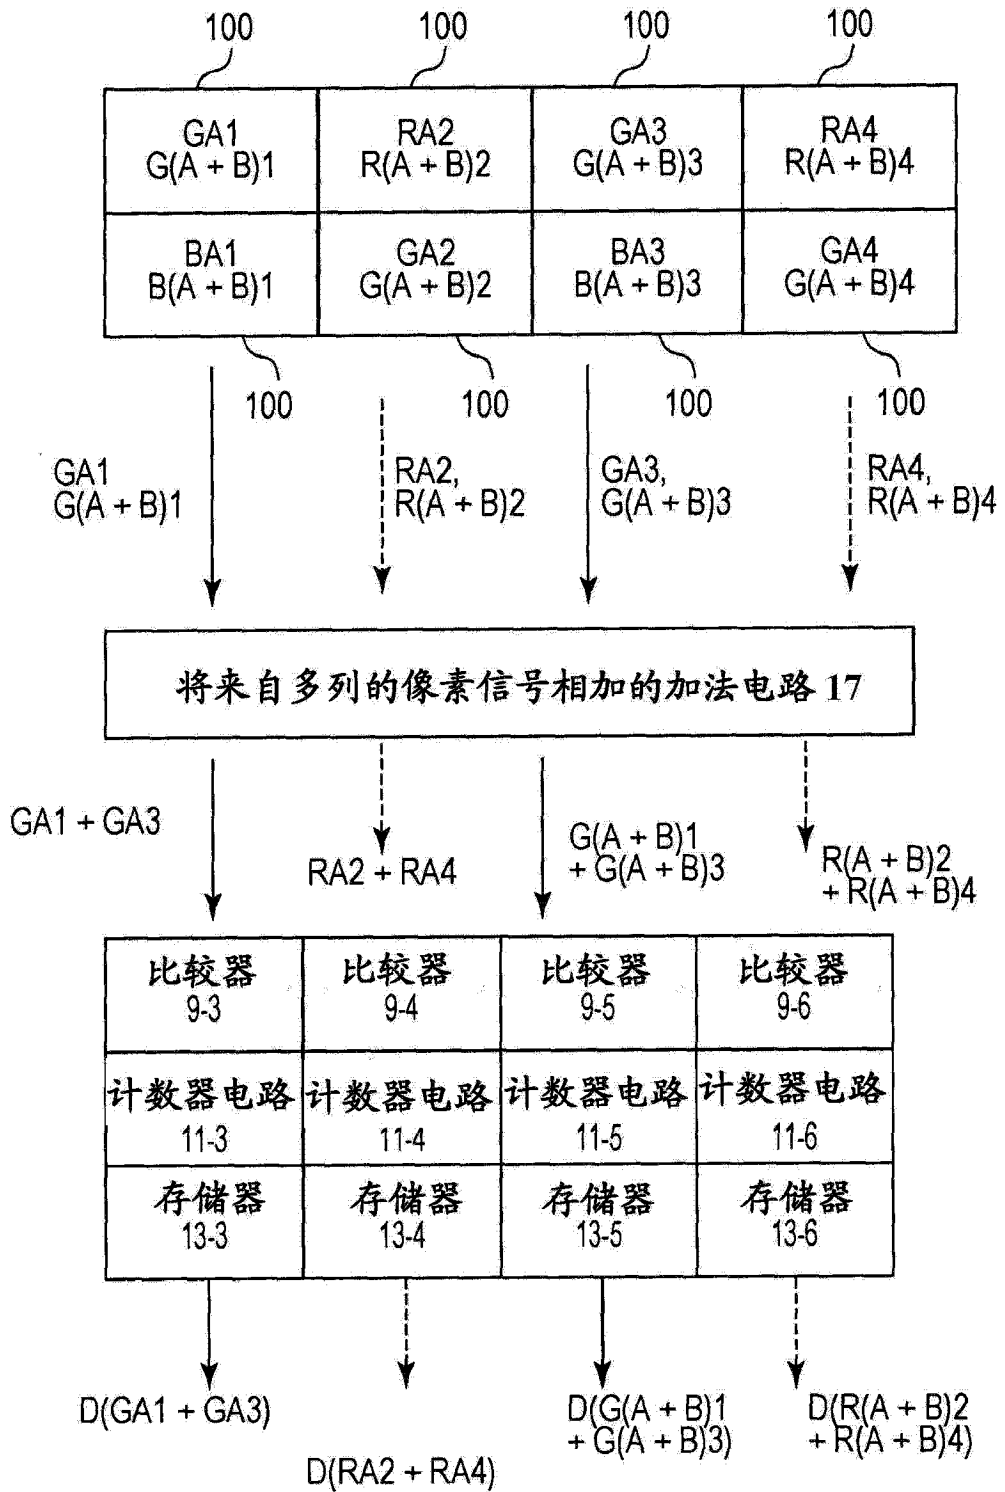 100 100 100 100
GA1 RA2 GA3 RA4
G(A + B)1 R(A + B)2 G(A + B)3 R(A + B)4
BA1 GA2 BA3 GA4
B(A + B)1 G(A + B)2 B(A + B)3 G(A + B)4
100 100 100 100
GA1 RA2, GA3, RA4,
G(A + B)1 R(A + B)2 G(A + B)3 R(A + B)4
将来自多列的像素信号相加的加法电路 17
GA1 + GA3
RA2 + RA4
G(A + B)1
+ G(A + B)3
R(A + B)2
+ R(A + B)4
比较器 比较器 比较器 比较器
9-3 9-4 9-5 9-6
计数器电路 计数器电路 计数器电路 计数器电路
11-3 11-4 11-5 11-6
存储器 存储器 存储器 存储器
13-3 13-4 13-5 13-6
D(GA1 + GA3)
D(RA2 + RA4)
D(G(A + B)1
+ G(A + B)3)
D(R(A + B)2
+ R(A + B)4)